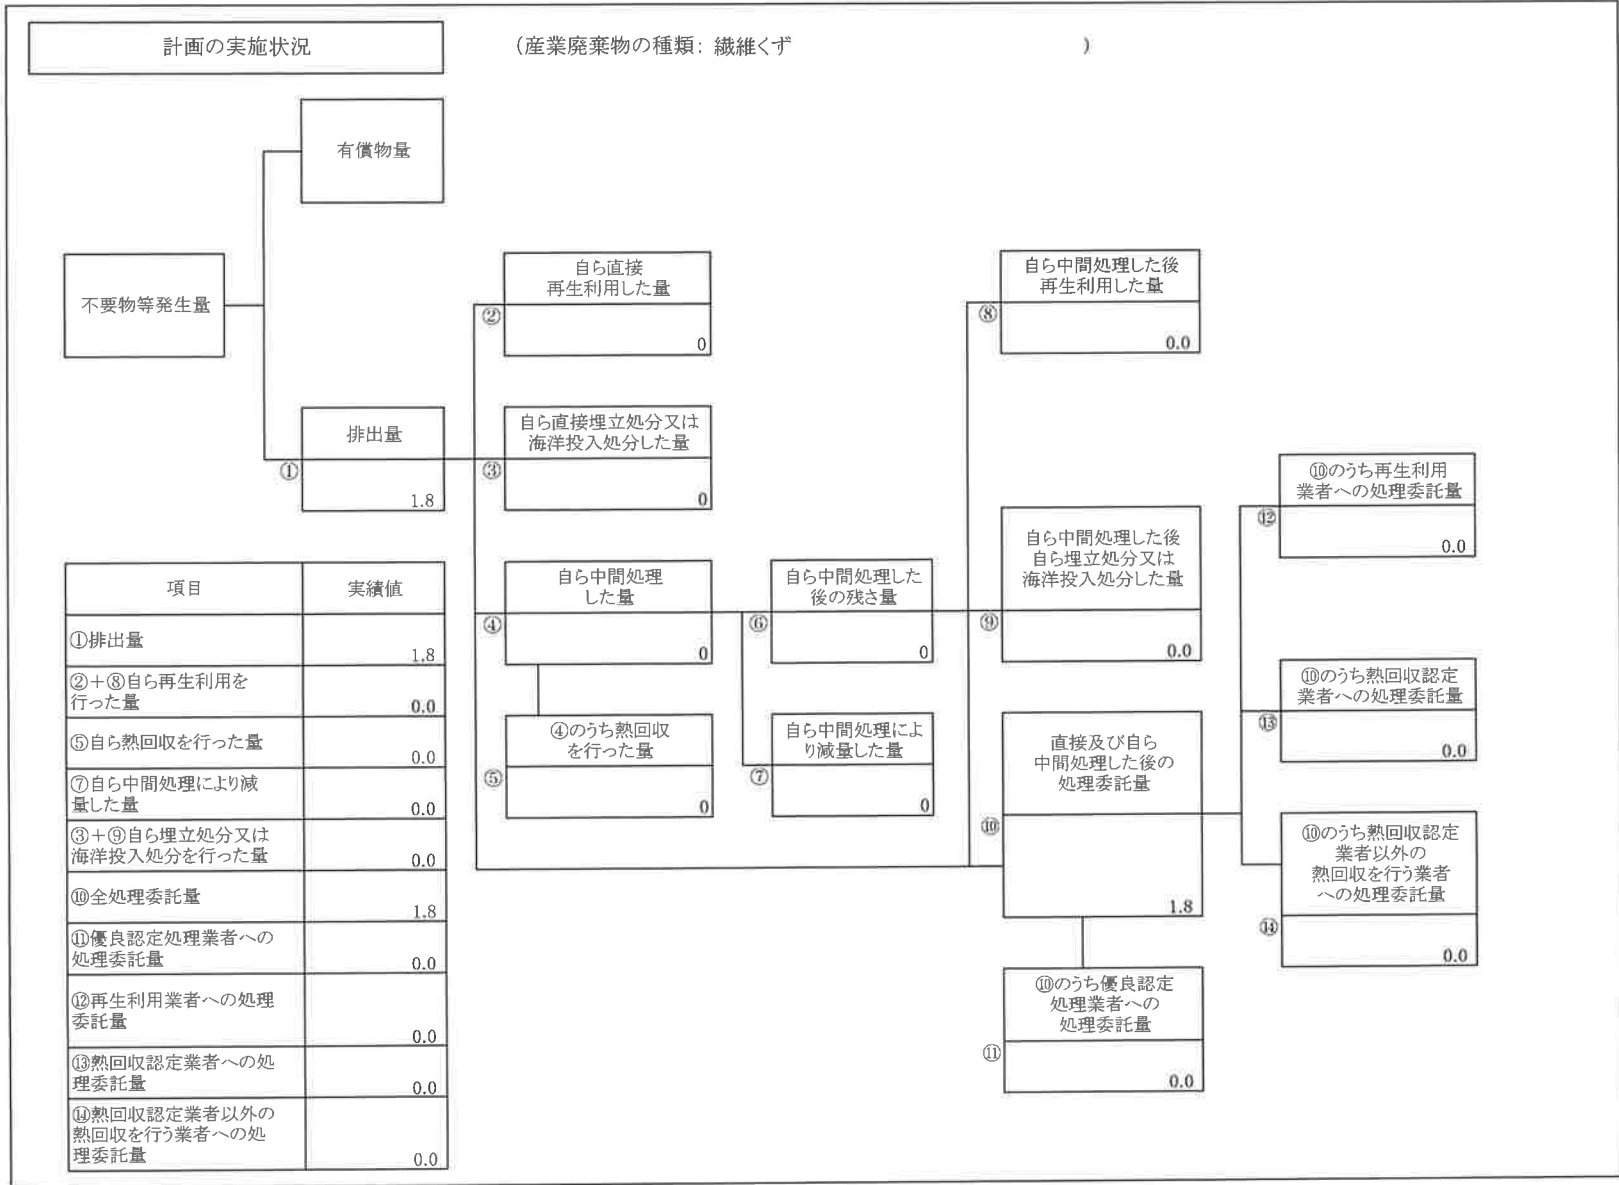 計画の実施状況
(産業廃棄物の種類: 繊維くず)
有償物量
不要物等発生量
自ら直接
再生利用した量
②
0
自ら中間処理した後
再生利用した量
⑧
0.0
排出量
①
1.8
自ら直接埋立処分又は
海洋投入処分した量
③
0
⑩のうち再生利用
業者への処理委託量
⑫
0.0
自ら中間処理
した量
④
0
自ら中間処理した
後の残さ量
⑥
0
自ら中間処理した後
自ら埋立処分又は
海洋投入処分した量
⑨
0.0
⑩のうち熱回収認定
業者への処理委託量
⑬
0.0
④のうち熱回収
を行った量
⑤
0
自ら中間処理によ
り減量した量
⑦
0
直接及び自ら
中間処理した後の
処理委託量
⑩
1.8
⑩のうち熱回収認定
業者以外の
熱回収を行う業者
への処理委託量
⑭
0.0
⑩のうち優良認定
処理業者への
処理委託量
⑪
0.0
項目 実績値
①排出量
1.8
②+⑧自ら再生利用を
行った量
0.0
⑤自ら熱回収を行った量
0.0
⑦自ら中間処理により減
量した量
0.0
③+⑨自ら埋立処分又は
海洋投入処分を行った量
0.0
⑩全処理委託量
1.8
⑪優良認定処理業者への
処理委託量
0.0
⑫再生利用業者への処理
委託量
0.0
⑬熱回収認定業者への処
理委託量
0.0
⑭熱回収認定業者以外の
熱回収を行う業者への処
理委託量
0.0